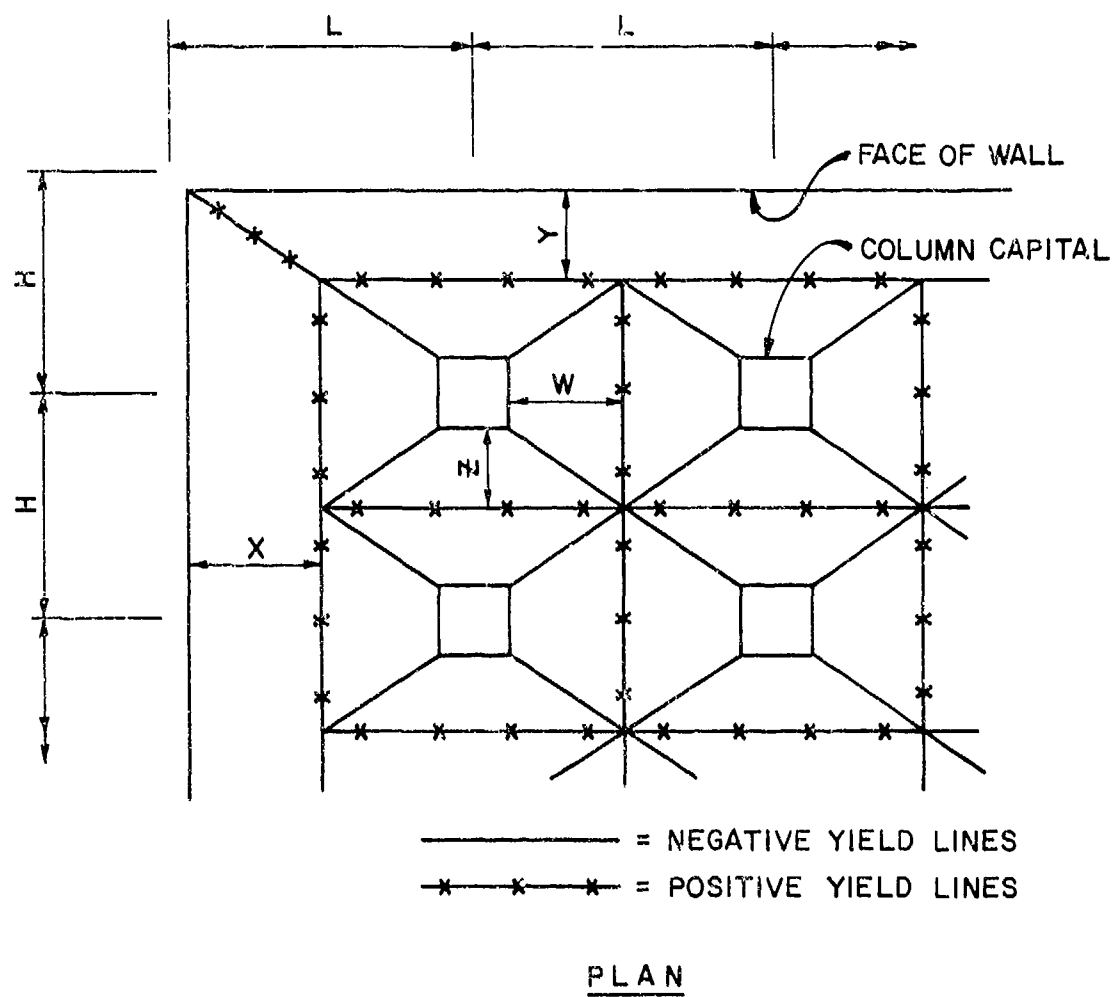 L L
FACE OF WALL
Y
COLUMN CAPITAL
H
W
Z
H
X
= NEGATIVE YIELD LINES
= POSITIVE YIELD LINES
PLAN